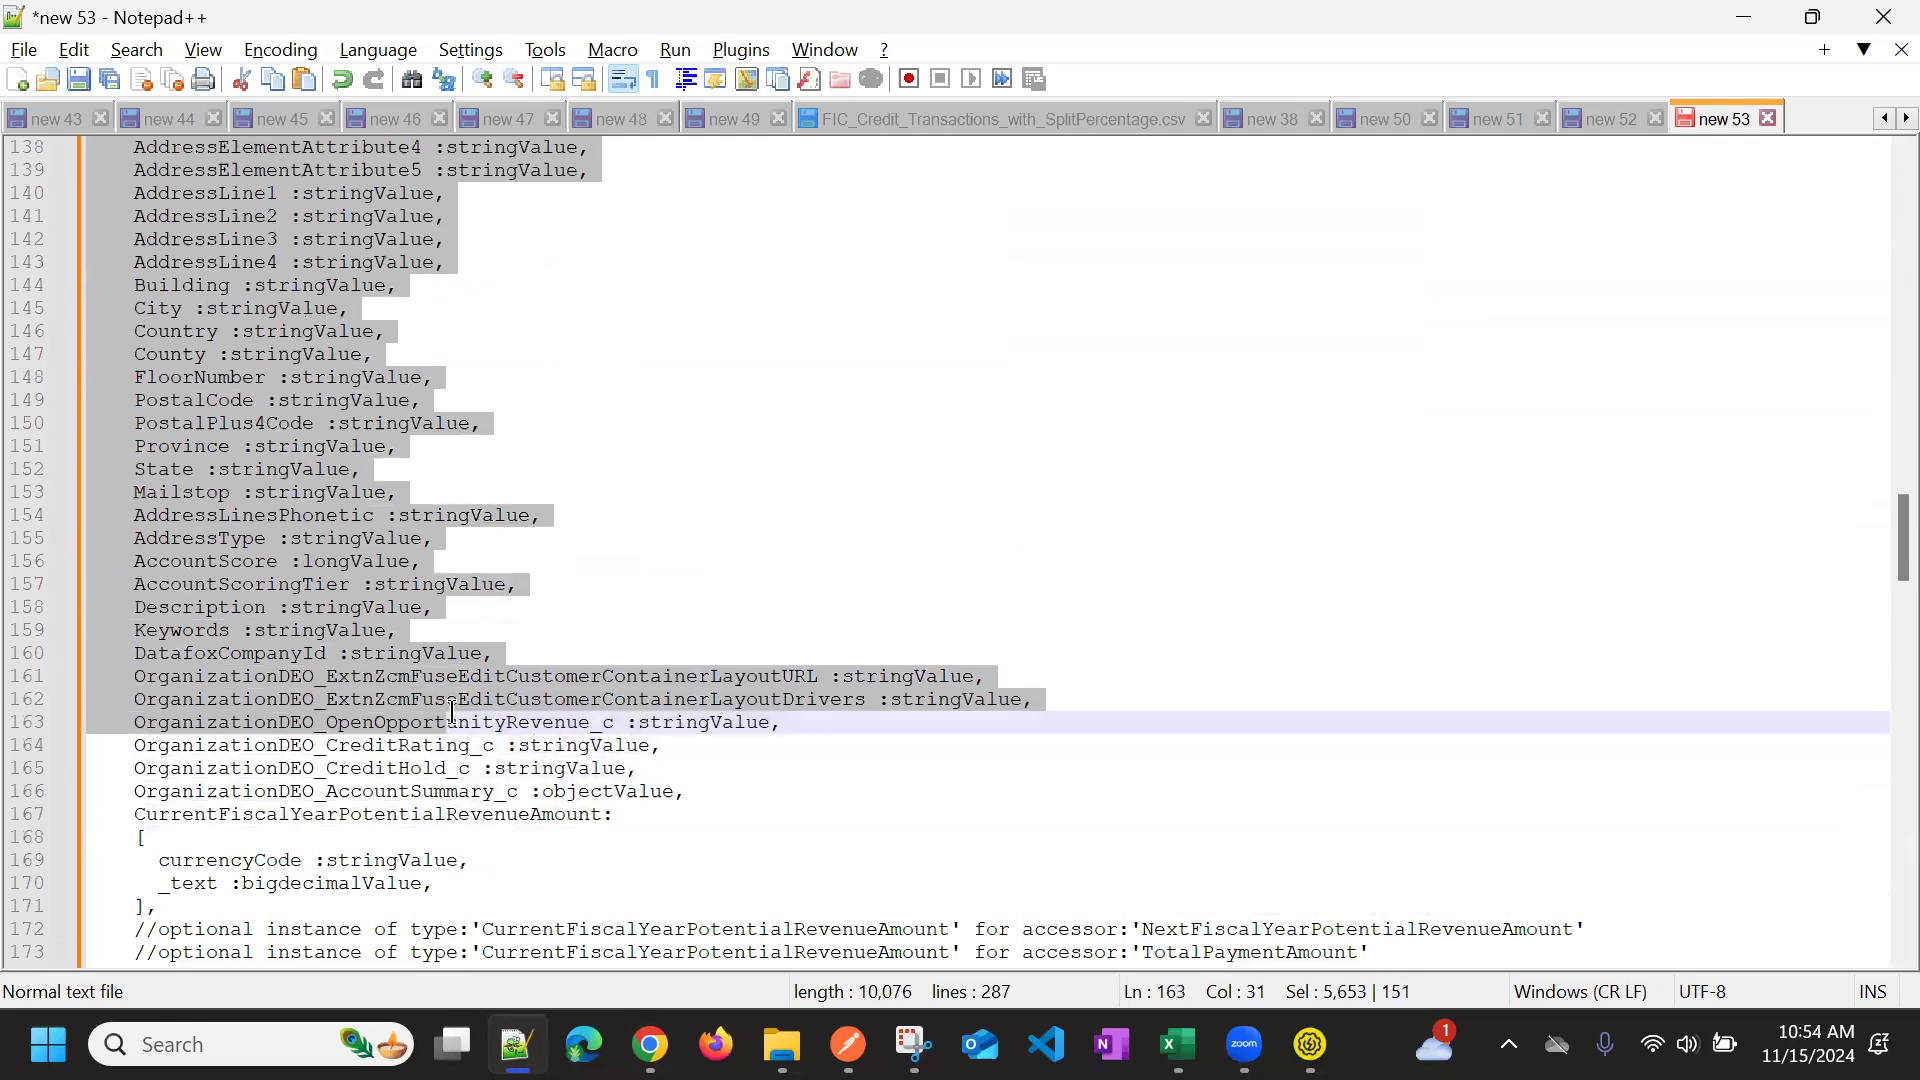 *new 53 - Notepad++
File Edit Search View Encoding Language Settings Tools Macro Run Plugins Window ?
new 43 new 44 new 45 new 46 new 47 new 48 new 49 FIC_Credit_Transactions_with_SplitPercentage.csv new 38 new 50 new 51 new 52 new 53
138 AddressElementAttribute4 :stringValue,
139 AddressElementAttribute5 :stringValue,
140 AddressLine1 :stringValue,
141 AddressLine2 :stringValue,
142 AddressLine3 :stringValue,
143 AddressLine4 :stringValue,
144 Building :stringValue,
145 City :stringValue,
146 Country :stringValue,
147 County :stringValue,
148 FloorNumber :stringValue,
149 PostalCode :stringValue,
150 PostalPlus4Code :stringValue,
151 Province :stringValue,
152 State :stringValue,
153 Mailstop :stringValue,
154 AddressLinesPhonetic :stringValue,
155 AddressType :stringValue,
156 AccountScore :longValue,
157 AccountScoringTier :stringValue,
158 Description :stringValue,
159 Keywords :stringValue,
160 DatafoxCompanyId :stringValue,
161 OrganizationDEO_ExtnZcmFuseEditCustomerContainerLayoutURL :stringValue,
162 OrganizationDEO_ExtnZcmFuseEditCustomerContainerLayoutDrivers :stringValue,
163 OrganizationDEO_OpenOpportunityRevenue_c :stringValue,
164 OrganizationDEO_CreditRating_c :stringValue,
165 OrganizationDEO_CreditHold_c :stringValue,
166 OrganizationDEO_AccountSummary_c :objectValue,
167 CurrentFiscalYearPotentialRevenueAmount:
168 [
169 currencyCode :stringValue,
170 _text :bigdecimalValue,
171 ],
172 //optional instance of type:'CurrentFiscalYearPotentialRevenueAmount' for accessor:'NextFiscalYearPotentialRevenueAmount'
173 //optional instance of type:'CurrentFiscalYearPotentialRevenueAmount' for accessor:'TotalPaymentAmount'
Normal text file length : 10,076 lines : 287 Ln : 163 Col : 31 Sel : 5,653 | 151 Windows (CR LF) UTF-8 INS
Search zoom 1 10:54 AM
11/15/2024